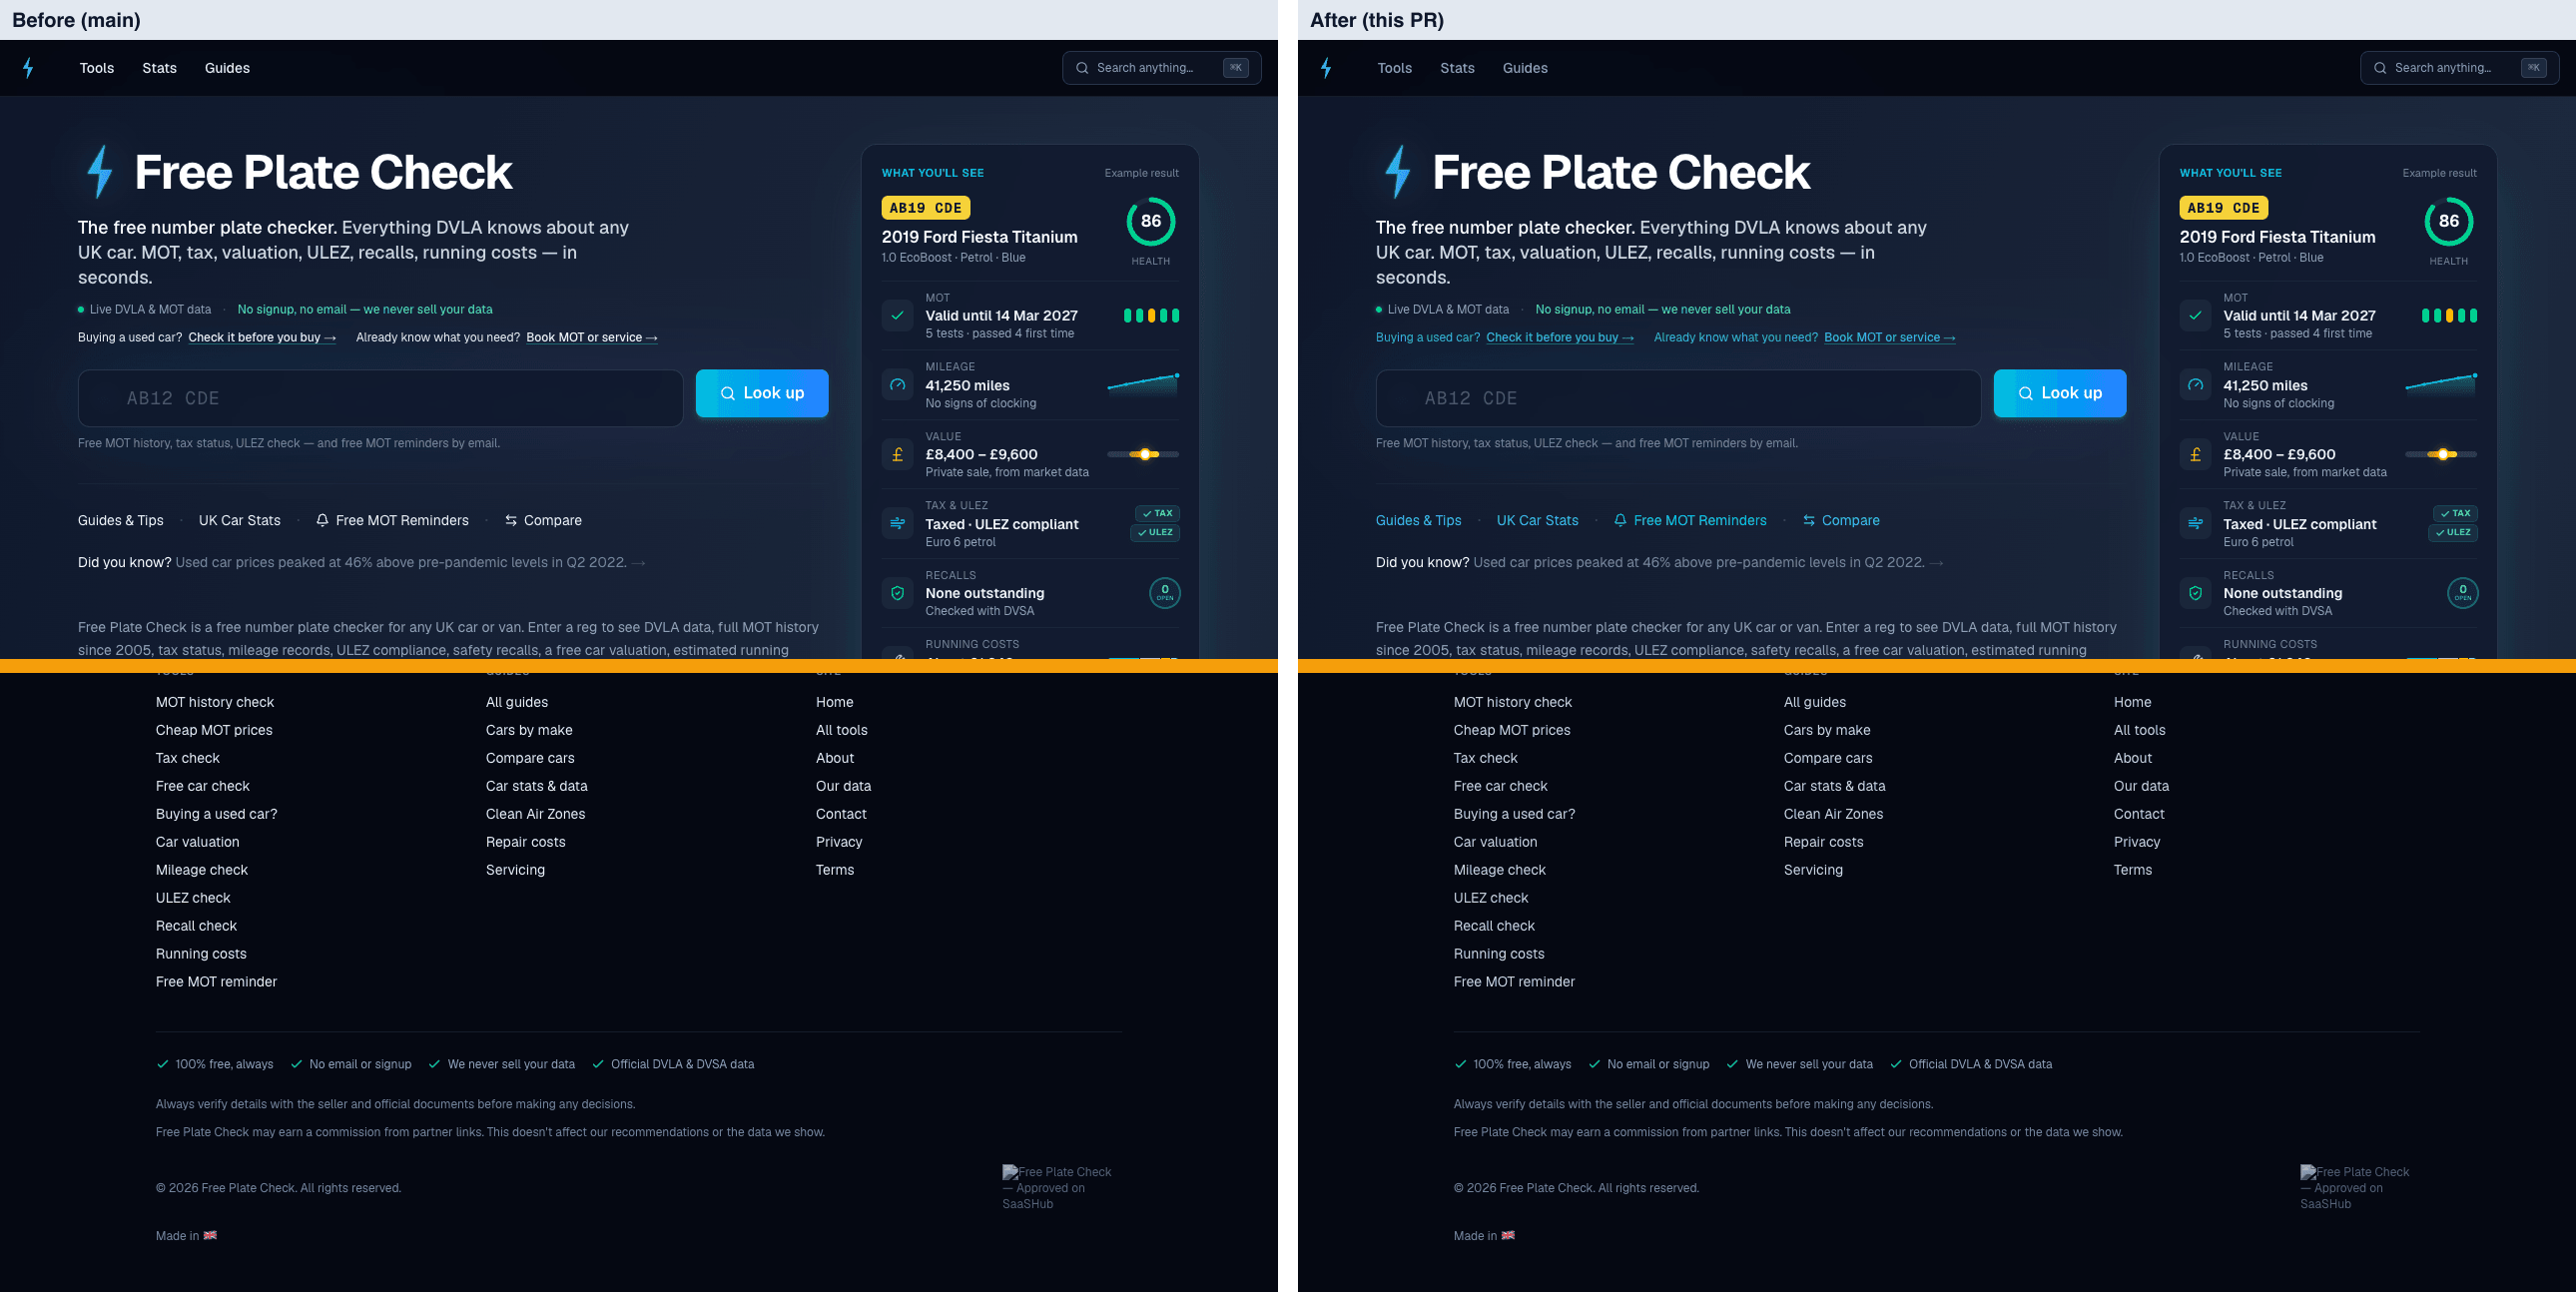 Before (main)
Tools Stats Guides
Search anything... ⌘K
Free Plate Check
The free number plate checker. Everything DVLA knows about any
UK car. MOT, tax, valuation, ULEZ, recalls, running costs — in
seconds.
Live DVLA & MOT data · No signup, no email — we never sell your data
Buying a used car? Check it before you buy → Already know what you need? Book MOT or service →
AB12 CDE
Look up
Free MOT history, tax status, ULEZ check — and free MOT reminders by email.
Guides & Tips · UK Car Stats · Free MOT Reminders · Compare
Did you know? Used car prices peaked at 46% above pre-pandemic levels in Q2 2022. →
Free Plate Check is a free number plate checker for any UK car or van. Enter a reg to see DVLA data, full MOT history
since 2005, tax status, mileage records, ULEZ compliance, safety recalls, a free car valuation, estimated running
WHAT YOU'LL SEE Example result
AB19 CDE
2019 Ford Fiesta Titanium
1.0 EcoBoost · Petrol · Blue
86
HEALTH
MOT
Valid until 14 Mar 2027
5 tests · passed 4 first time
MILEAGE
41,250 miles
No signs of clocking
VALUE
£8,400 – £9,600
Private sale, from market data
TAX & ULEZ
Taxed · ULEZ compliant
Euro 6 petrol
TAX
ULEZ
RECALLS
None outstanding
Checked with DVSA
0
OPEN
RUNNING COSTS
MOT history check
Cheap MOT prices
Tax check
Free car check
Buying a used car?
Car valuation
Mileage check
ULEZ check
Recall check
Running costs
Free MOT reminder
All guides
Cars by make
Compare cars
Car stats & data
Clean Air Zones
Repair costs
Servicing
Home
All tools
About
Our data
Contact
Privacy
Terms
100% free, always No email or signup We never sell your data Official DVLA & DVSA data
Always verify details with the seller and official documents before making any decisions.
Free Plate Check may earn a commission from partner links. This doesn't affect our recommendations or the data we show.
© 2026 Free Plate Check. All rights reserved.
Free Plate Check
— Approved on
SaaSHub
Made in 🇬🇧
After (this PR)
Tools Stats Guides
Search anything... ⌘K
Free Plate Check
The free number plate checker. Everything DVLA knows about any
UK car. MOT, tax, valuation, ULEZ, recalls, running costs — in
seconds.
Live DVLA & MOT data · No signup, no email — we never sell your data
Buying a used car? Check it before you buy → Already know what you need? Book MOT or service →
AB12 CDE
Look up
Free MOT history, tax status, ULEZ check — and free MOT reminders by email.
Guides & Tips · UK Car Stats · Free MOT Reminders · Compare
Did you know? Used car prices peaked at 46% above pre-pandemic levels in Q2 2022. →
Free Plate Check is a free number plate checker for any UK car or van. Enter a reg to see DVLA data, full MOT history
since 2005, tax status, mileage records, ULEZ compliance, safety recalls, a free car valuation, estimated running
WHAT YOU'LL SEE Example result
AB19 CDE
2019 Ford Fiesta Titanium
1.0 EcoBoost · Petrol · Blue
86
HEALTH
MOT
Valid until 14 Mar 2027
5 tests · passed 4 first time
MILEAGE
41,250 miles
No signs of clocking
VALUE
£8,400 – £9,600
Private sale, from market data
TAX & ULEZ
Taxed · ULEZ compliant
Euro 6 petrol
TAX
ULEZ
RECALLS
None outstanding
Checked with DVSA
0
OPEN
RUNNING COSTS
MOT history check
Cheap MOT prices
Tax check
Free car check
Buying a used car?
Car valuation
Mileage check
ULEZ check
Recall check
Running costs
Free MOT reminder
All guides
Cars by make
Compare cars
Car stats & data
Clean Air Zones
Repair costs
Servicing
Home
All tools
About
Our data
Contact
Privacy
Terms
100% free, always No email or signup We never sell your data Official DVLA & DVSA data
Always verify details with the seller and official documents before making any decisions.
Free Plate Check may earn a commission from partner links. This doesn't affect our recommendations or the data we show.
© 2026 Free Plate Check. All rights reserved.
Free Plate Check
— Approved on
SaaSHub
Made in 🇬🇧